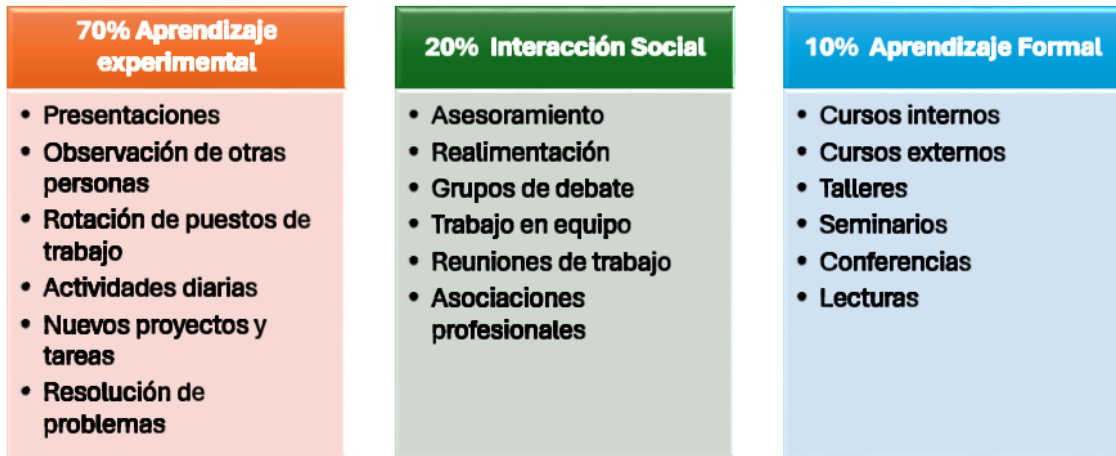 70% Aprendizaje
experimental
• Presentaciones
• Observación de otras
personas
• Rotación de puestos de
trabajo
• Actividades diarias
• Nuevos proyectos y
tareas
• Resolución de
problemas
20% Interacción Social
• Asesoramiento
• Realimentación
• Grupos de debate
• Trabajo en equipo
• Reuniones de trabajo
• Asociaciones
profesionales
10% Aprendizaje Formal
• Cursos internos
• Cursos externos
• Talleres
• Seminarios
• Conferencias
• Lecturas